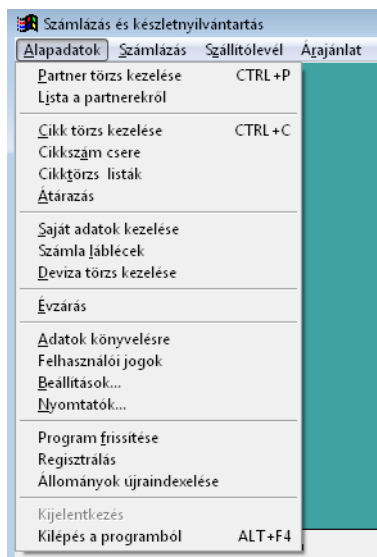 Számlázás és készletnyilvántartás
Alapadatok Számlázás Szállítólevél Árajánlat
Partner törzs kezelése CTRL+P
Lista a partnerekről
Cikk törzs kezelése CTRL+C
Cikkszám csere
Cikktörzs listák
Átárazás
Saját adatok kezelése
Számla láblécek
Deviza törzs kezelése
Évzárás
Adatok könyvelésre
Felhasználói jogok
Beállítások...
Nyomtatók...
Program frissítése
Regisztrálás
Állományok újraindexelése
Kijelentkezés
Kilépés a programból ALT+F4